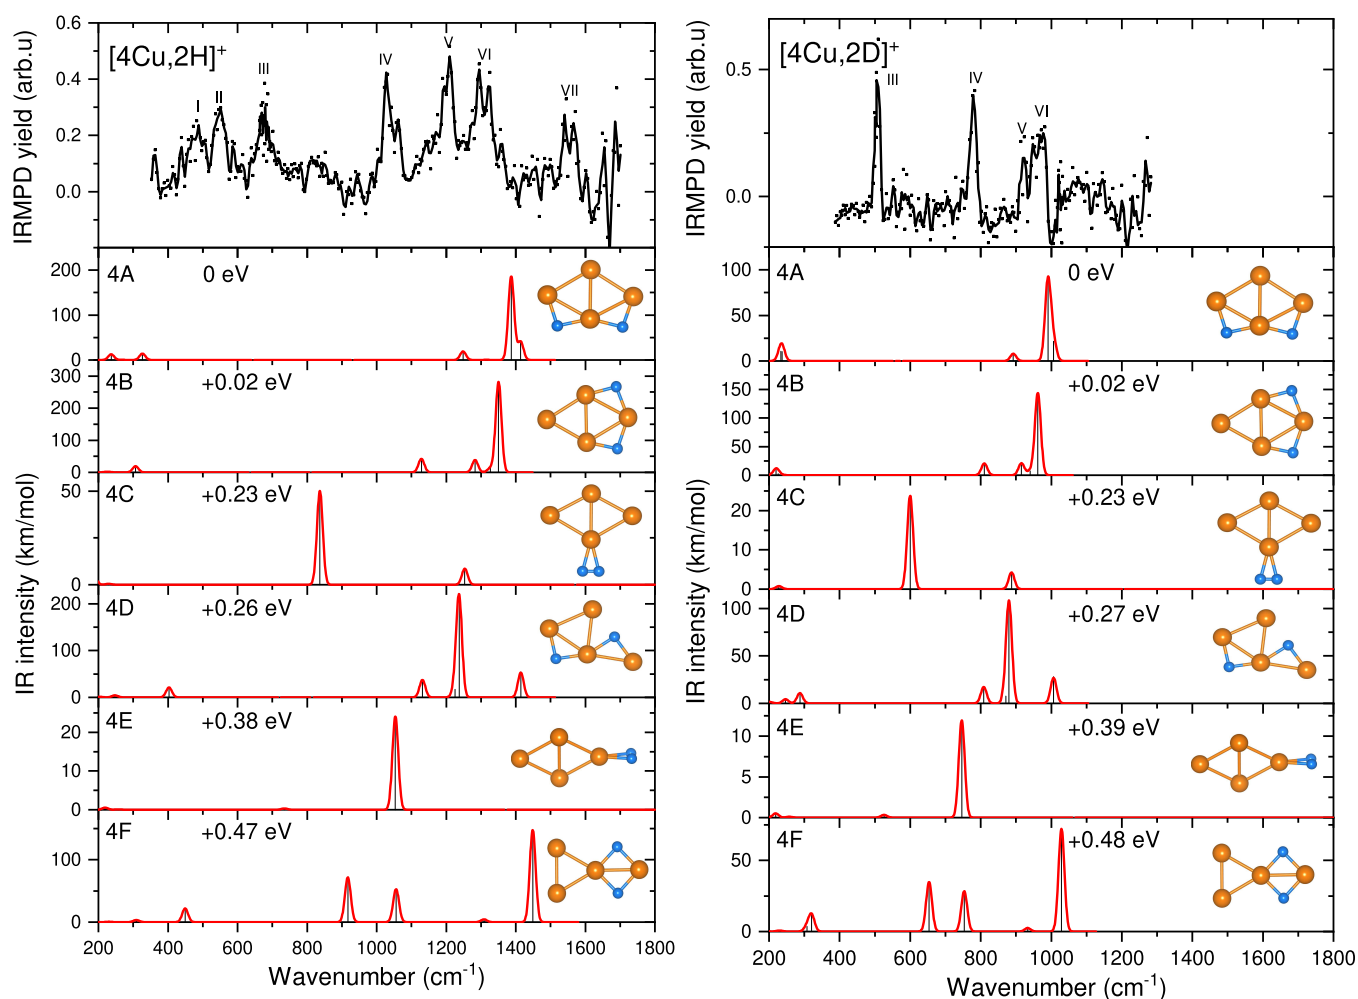 [4Cu,2H]+
IRMPD yield (arb.u)
0.6
0.4
0.2
0.0
I
II
III
IV
V
VI
VII
4A
0 eV
200
100
0
4B
+0.02 eV
300
200
100
0
4C
+0.23 eV
50
0
4D
+0.26 eV
200
100
0
4E
+0.38 eV
20
10
0
4F
+0.47 eV
100
0
IR intensity (km/mol)
200 400 600 800 1000 1200 1400 1600 1800
Wavenumber (cm-1)
[4Cu,2D]+
IRMPD yield (arb.u)
0.5
0.0
III
IV
V
VI
4A
0 eV
100
50
0
4B
+0.02 eV
150
100
50
0
4C
+0.23 eV
20
10
0
4D
+0.27 eV
100
50
0
4E
+0.39 eV
10
5
0
4F
+0.48 eV
50
0
IR intensity (km/mol)
200 400 600 800 1000 1200 1400 1600 1800
Wavenumber (cm-1)